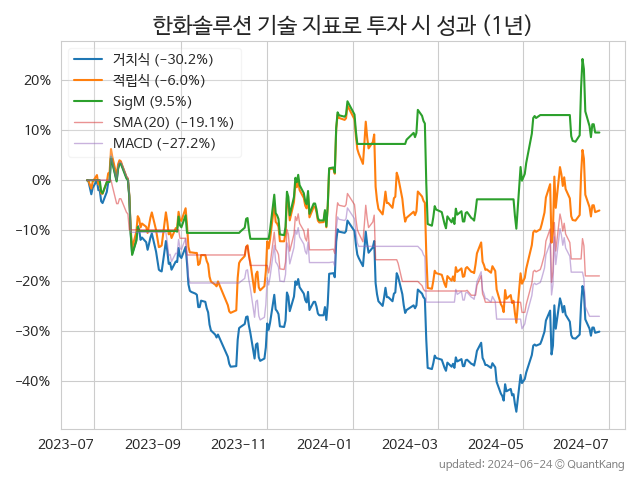 한화솔루션 기술 지표로 투자 시 성과 (1년)
거치식 (−30.2%)
적립식 (−6.0%)
SigM (9.5%)
SMA(20) (−19.1%)
MACD (−27.2%)
20%
10%
0%
−10%
−20%
−30%
−40%
2023-07 2023-09 2023-11 2024-01 2024-03 2024-05 2024-07
updated: 2024-06-24 ⓒ QuantKang